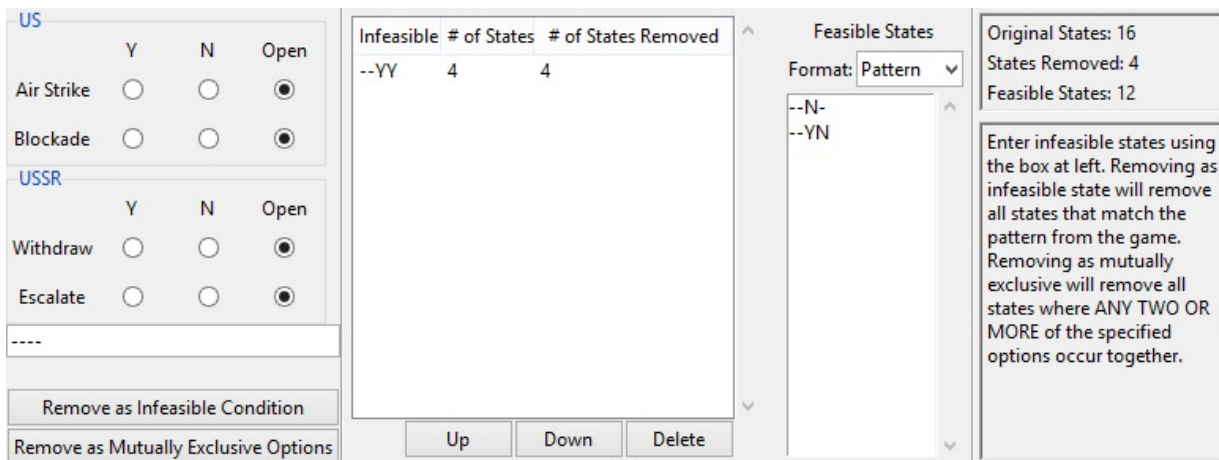 US
Y N Open
Air Strike
Blockade
USSR
Y N Open
Withdraw
Escalate
----
Remove as Infeasible Condition
Remove as Mutually Exclusive Options
Infeasible # of States # of States Removed
--YY 4 4
Up Down Delete
Feasible States
Format: Pattern
--N-
--YN
Original States: 16
States Removed: 4
Feasible States: 12
Enter infeasible states using
the box at left. Removing as
infeasible state will remove
all states that match the
pattern from the game.
Removing as mutually
exclusive will remove all
states where ANY TWO OR
MORE of the specified
options occur together.